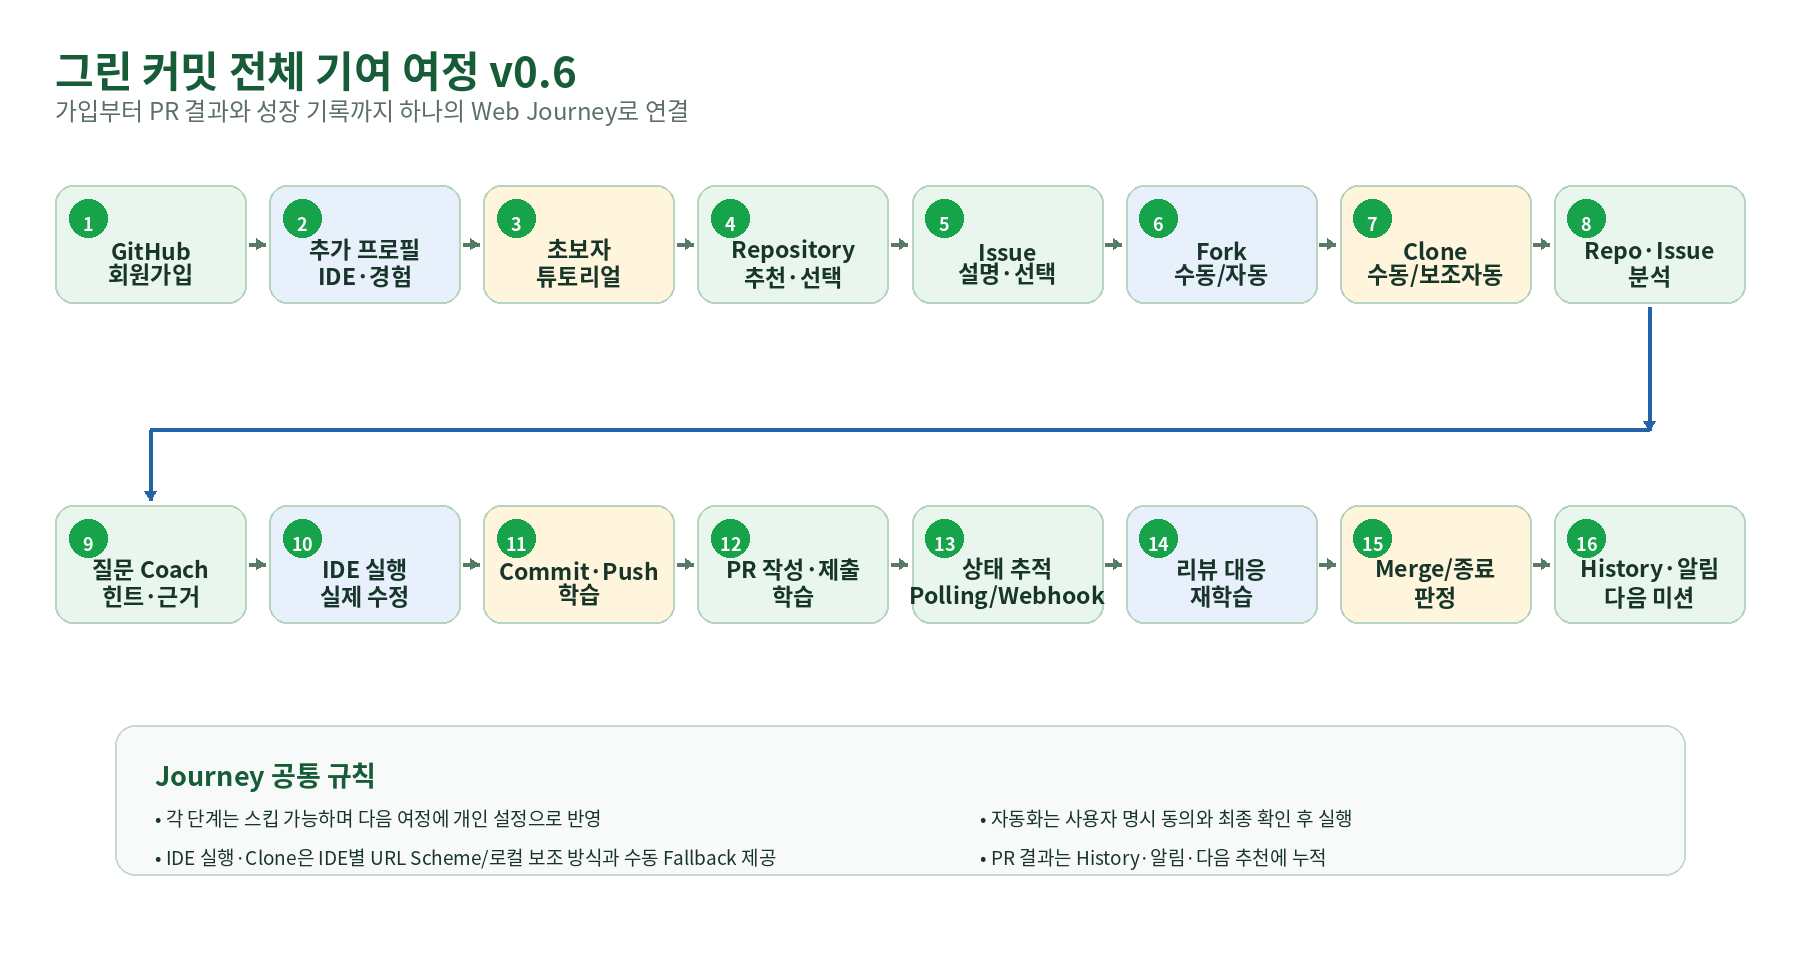 그린 커밋 전체 기여 여정 v0.6
가입부터 PR 결과와 성장 기록까지 하나의 Web Journey로 연결
1
GitHub
회원가입
2
추가 프로필
IDE·경험
3
초보자
튜토리얼
4
Repository
추천·선택
5
Issue
설명·선택
6
Fork
수동/자동
7
Clone
수동/보조자동
8
Repo·Issue
분석
9
질문 Coach
힌트·근거
10
IDE 실행
실제 수정
11
Commit·Push
학습
12
PR 작성·제출
학습
13
상태 추적
Polling/Webhook
14
리뷰 대응
재학습
15
Merge/종료
판정
16
History·알림
다음 미션
Journey 공통 규칙
• 각 단계는 스킵 가능하며 다음 여정에 개인 설정으로 반영
• IDE 실행·Clone은 IDE별 URL Scheme/로컬 보조 방식과 수동 Fallback 제공
• 자동화는 사용자 명시 동의와 최종 확인 후 실행
• PR 결과는 History·알림·다음 추천에 누적